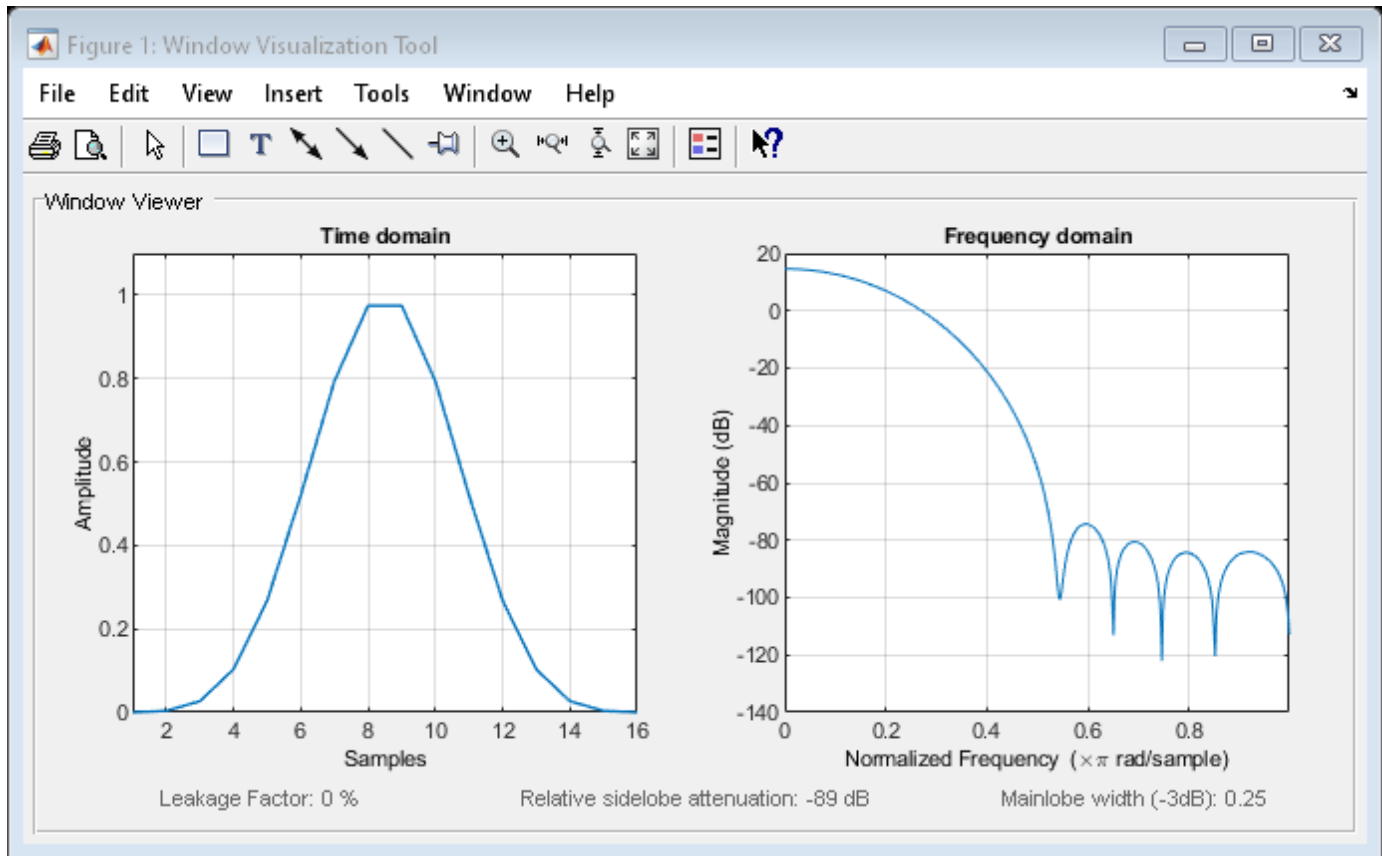 Figure 1: Window Visualization Tool
File Edit View Insert Tools Window Help
T
?
Window Viewer
Time domain
1
0.8
0.6
0.4
0.2
0
Amplitude
2 4 6 8 10 12 14 16
Samples
Frequency domain
20
0
-20
-40
-60
-80
-100
-120
-140
Magnitude (dB)
0 0.2 0.4 0.6 0.8
Normalized Frequency (×π rad/sample)
Leakage Factor: 0 % Relative sidelobe attenuation: -89 dB Mainlobe width (-3dB): 0.25